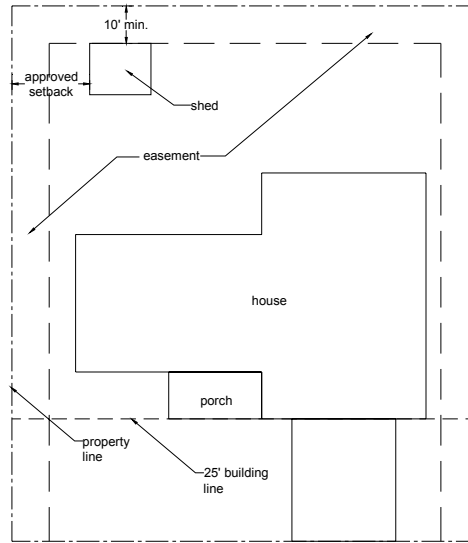 10' min.
approved
setback
shed
easement
house
porch
property
line
25' building
line